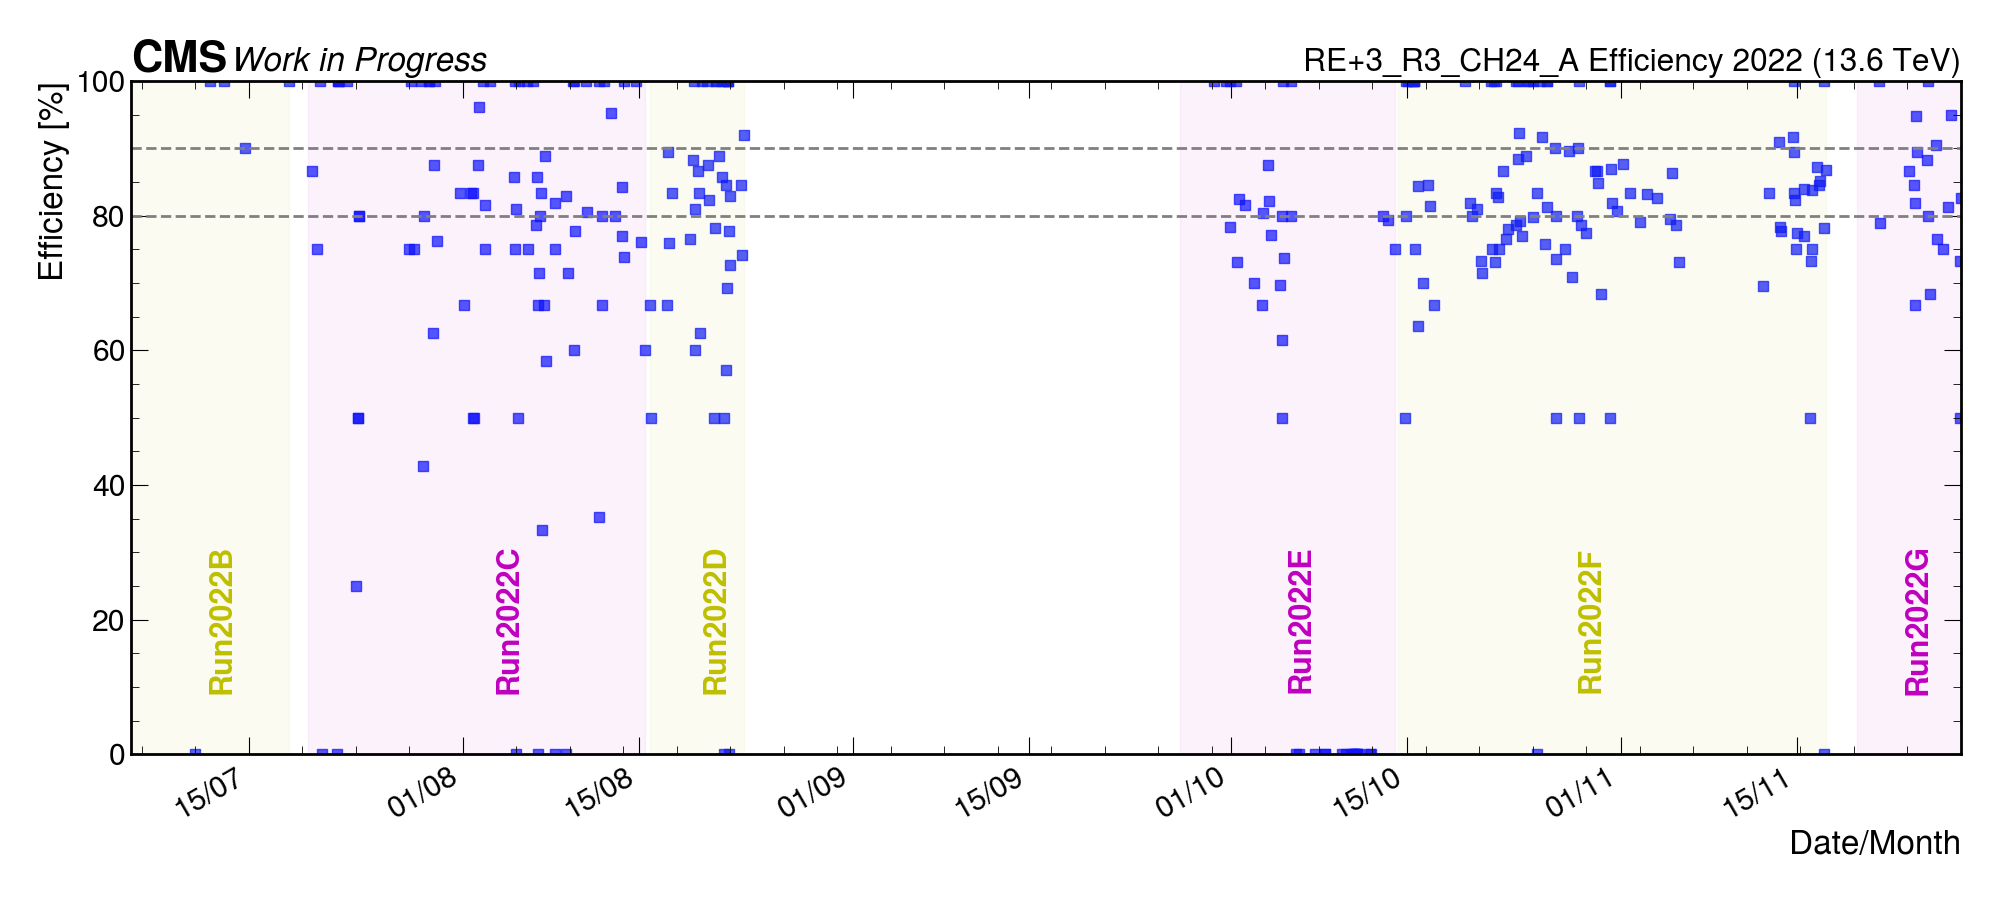 CMS Work in Progress
RE+3_R3_CH24_A Efficiency 2022 (13.6 TeV)
Efficiency [%]
100
80
60
40
20
0
Run2022B
Run2022C
Run2022D
Run2022E
Run2022F
Run2022G
15/07
01/08
15/08
01/09
15/09
01/10
15/10
01/11
15/11
Date/Month